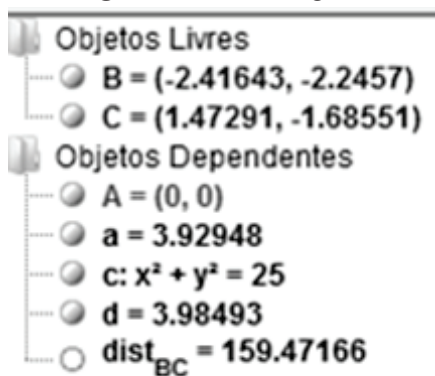 Objetos Livres
B = (-2.41643, -2.2457)
C = (1.47291, -1.68551)
Objetos Dependentes
A = (0, 0)
a = 3.92948
c: x² + y² = 25
d = 3.98493
dist_BC = 159.47166